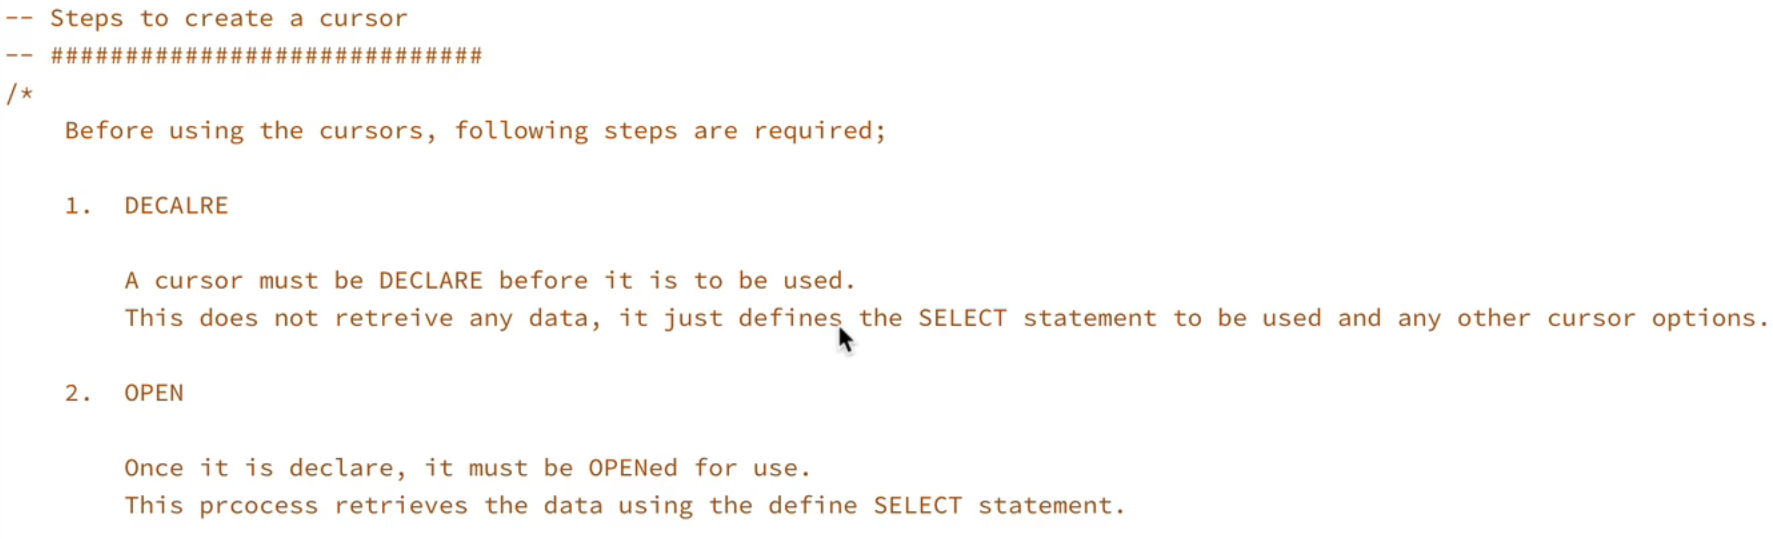 -- Steps to create a cursor
-- #############################
/*
Before using the cursors, following steps are required;
1. DECALRE
A cursor must be DECLARE before it is to be used.
This does not retreive any data, it just defines the SELECT statement to be used and any other cursor options.
2. OPEN
Once it is declare, it must be OPENed for use.
This prcocess retrieves the data using the define SELECT statement.